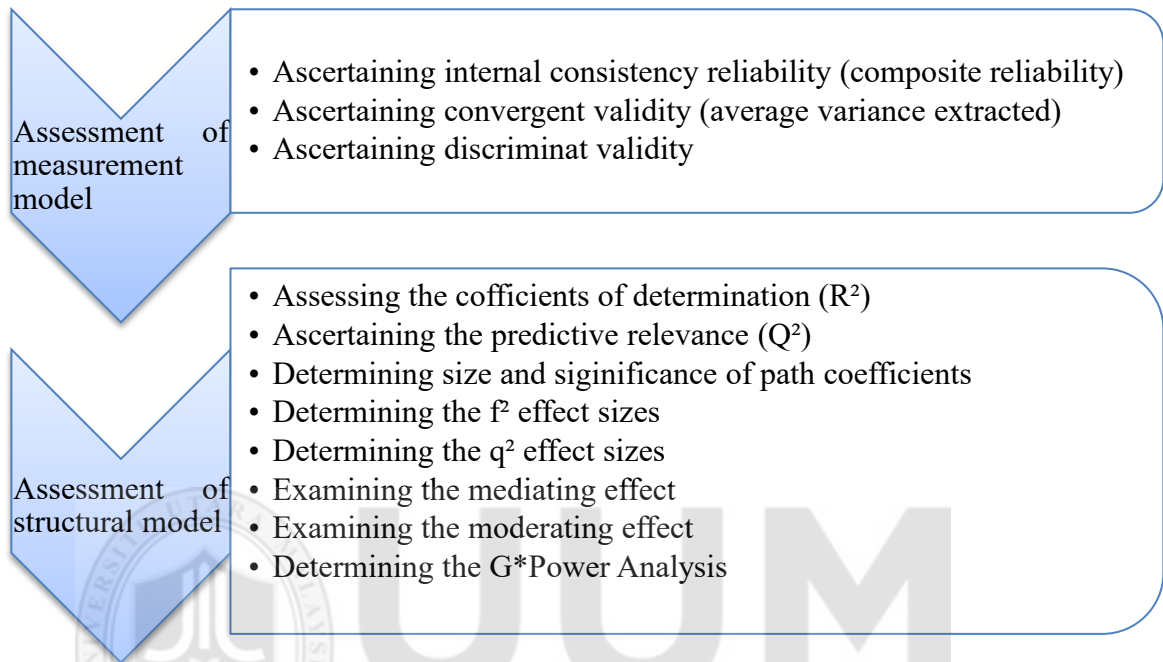 Assessment of
measurement
model
• Ascertaining internal consistency reliability (composite reliability)
• Ascertaining convergent validity (average variance extracted)
• Ascertaining discriminat validity
Assessment of
structural model
• Assessing the cofficients of determination (R²)
• Ascertaining the predictive relevance (Q²)
• Determining size and siginificance of path coefficients
• Determining the f² effect sizes
• Determining the q² effect sizes
• Examining the mediating effect
• Examining the moderating effect
• Determining the G*Power Analysis
UUM